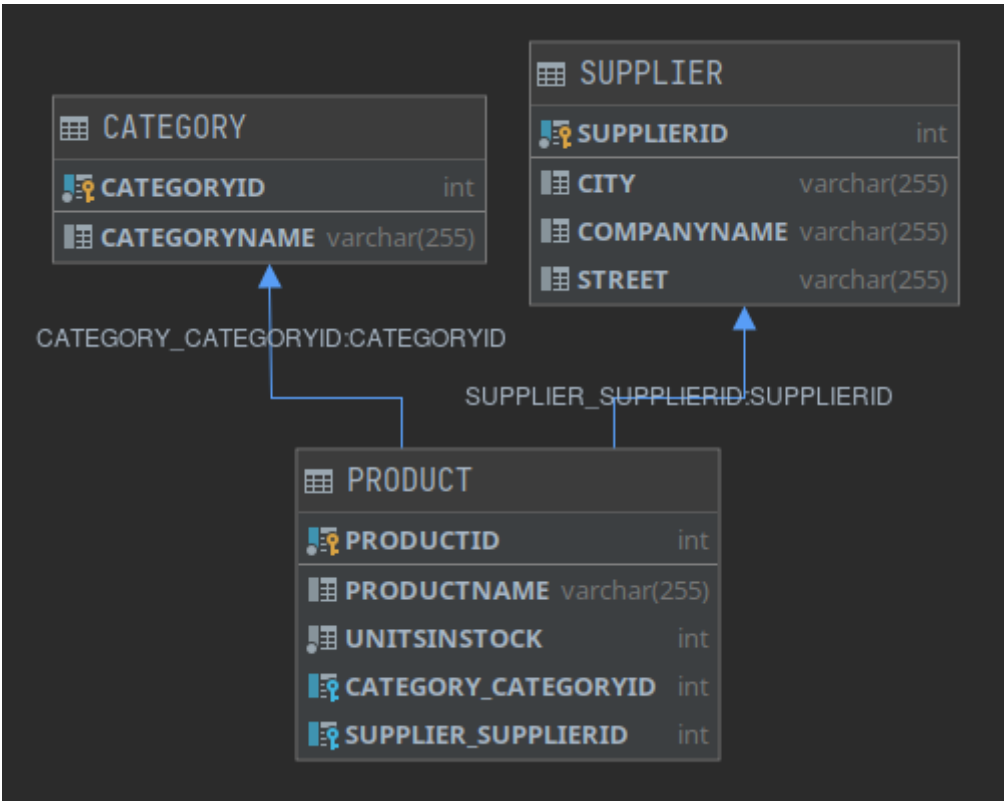 CATEGORY
CATEGORYID int
CATEGORYNAME varchar(255)
SUPPLIER
SUPPLIERID int
CITY varchar(255)
COMPANYNAME varchar(255)
STREET varchar(255)
CATEGORY_CATEGORYID:CATEGORYID
SUPPLIER_SUPPLIERID:SUPPLIERID
PRODUCT
PRODUCTID int
PRODUCTNAME varchar(255)
UNITSINSTOCK int
CATEGORY_CATEGORYID int
SUPPLIER_SUPPLIERID int